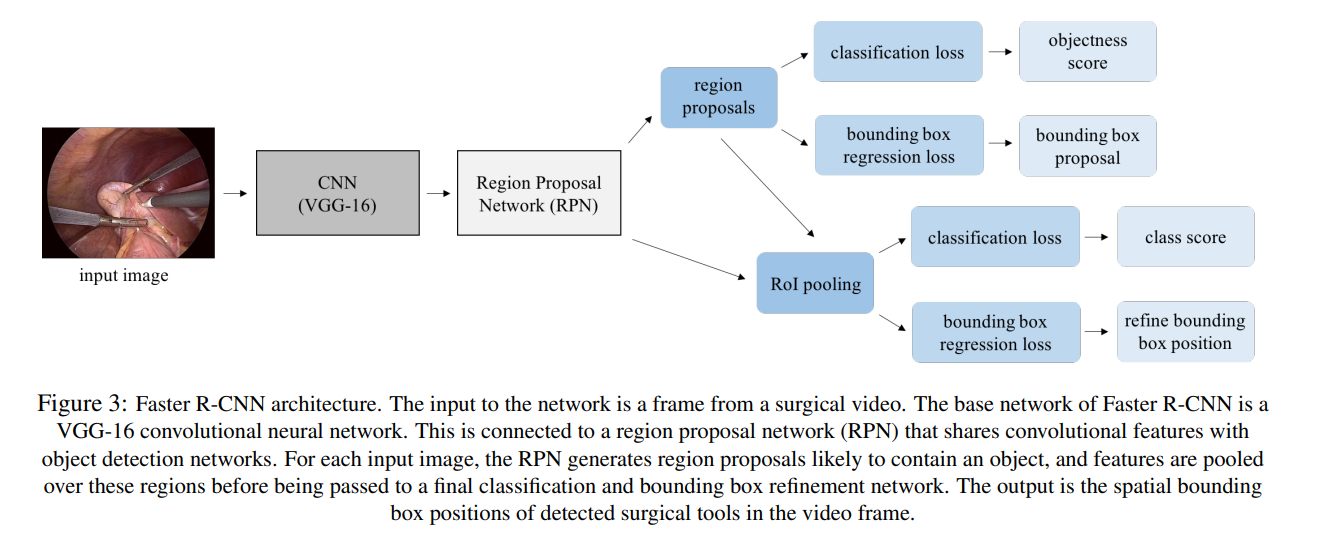 input image
CNN
(VGG-16)
Region Proposal
Network (RPN)
region
proposals
classification loss
objectness
score
bounding box
regression loss
bounding box
proposal
RoI pooling
classification loss
class score
bounding box
regression loss
refine bounding
box position
Figure 3: Faster R-CNN architecture. The input to the network is a frame from a surgical video. The base network of Faster R-CNN is a
VGG-16 convolutional neural network. This is connected to a region proposal network (RPN) that shares convolutional features with
object detection networks. For each input image, the RPN generates region proposals likely to contain an object, and features are pooled
over these regions before being passed to a final classification and bounding box refinement network. The output is the spatial bounding
box positions of detected surgical tools in the video frame.